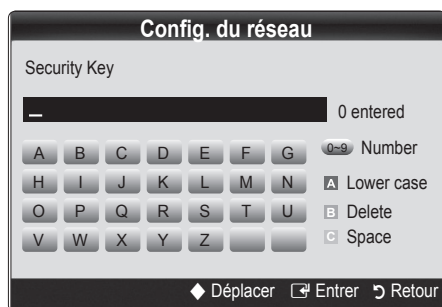 Config. du réseau
Security Key
_
0 entered
A B C D E F G 0~9 Number
H I J K L M N A Lower case
O P Q R S T U B Delete
V W X Y Z C Space
Déplacer Entrer Retour